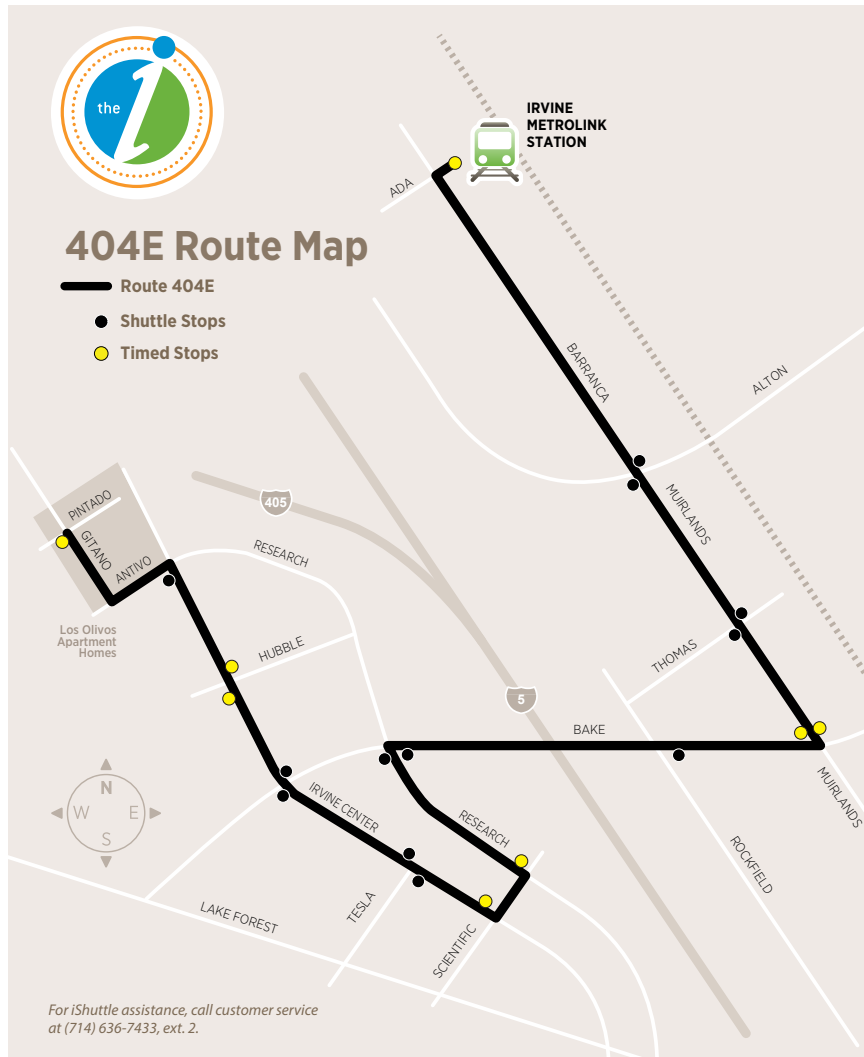 the i
IRVINE
METROLINK
STATION
ADA
404E Route Map
Route 404E
Shuttle Stops
Timed Stops
BARRANCA
ALTON
MUIRLANDS
405
PINTADO
GITANO
ANTIVO
RESEARCH
Los Olivos
Apartment
Homes
HUBBLE
THOMAS
5
BAKE
N
W E
S
IRVINE CENTER
RESEARCH
MUIRLANDS
ROCKFIELD
TESLA
LAKE FOREST
SCIENTIFIC
For iShuttle assistance, call customer service
at (714) 636-7433, ext. 2.